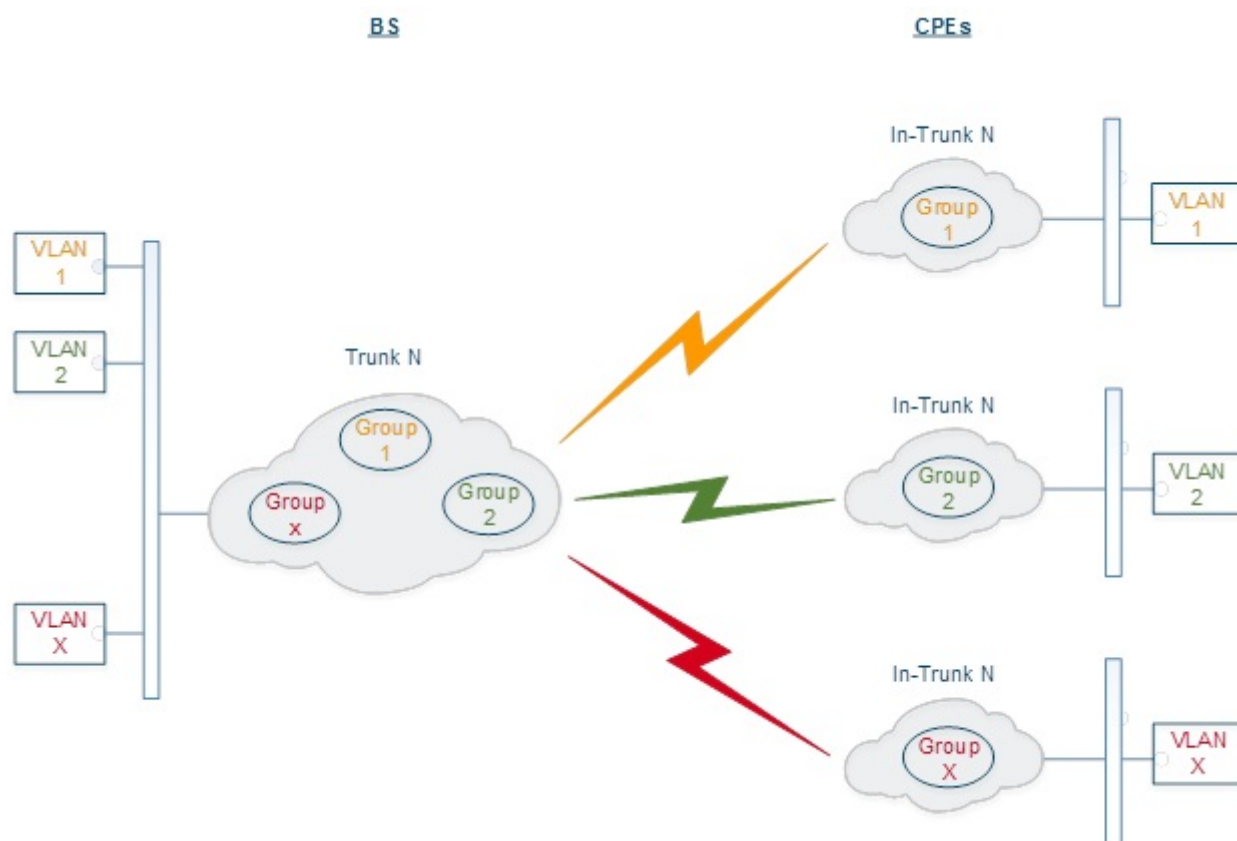 BS
CPEs
In-Trunk N
Group
1
VLAN
1
VLAN
1
VLAN
2
Trunk N
Group
1
Group
x
Group
2
In-Trunk N
Group
2
VLAN
2
VLAN
X
In-Trunk N
Group
X
VLAN
X